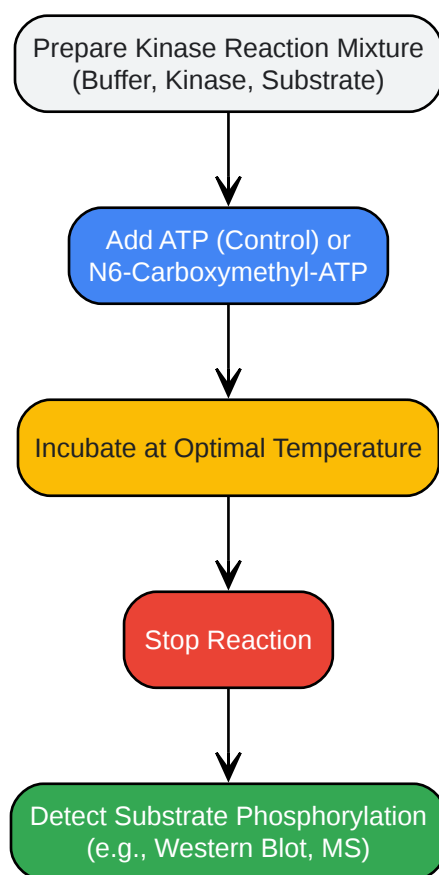 Prepare Kinase Reaction Mixture
(Buffer, Kinase, Substrate)
Add ATP (Control) or
N6-Carboxymethyl-ATP
Incubate at Optimal Temperature
Stop Reaction
Detect Substrate Phosphorylation
(e.g., Western Blot, MS)